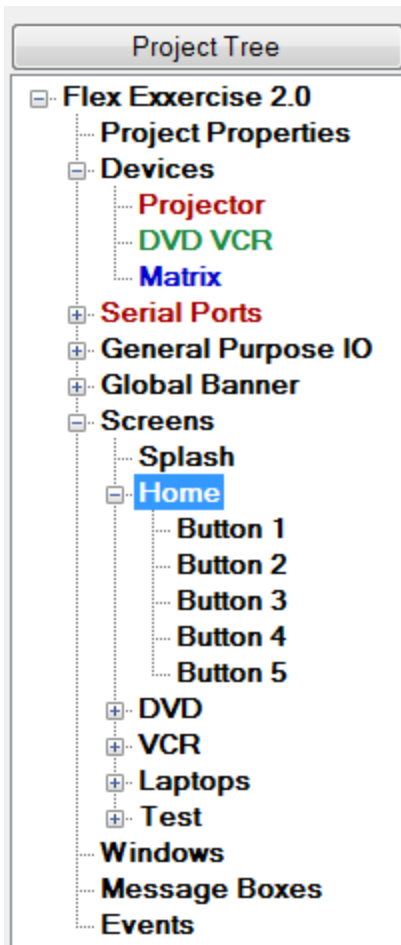 Project Tree
Flex Exxercise 2.0
Project Properties
Devices
Projector
DVD VCR
Matrix
Serial Ports
General Purpose IO
Global Banner
Screens
Splash
Home
Button 1
Button 2
Button 3
Button 4
Button 5
DVD
VCR
Laptops
Test
Windows
Message Boxes
Events